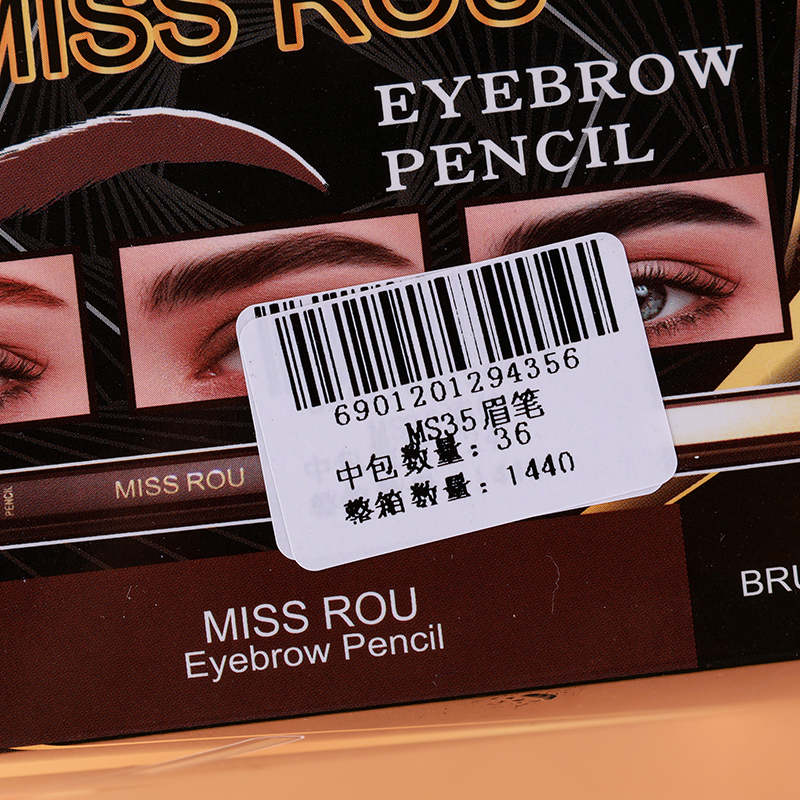 MISS ROU
EYEBROW
PENCIL
6901201294356
MS35眉笔
中包数量: 36
整箱数量: 1440
PENCIL
MISS ROU
MISS ROU
Eyebrow Pencil
BRU